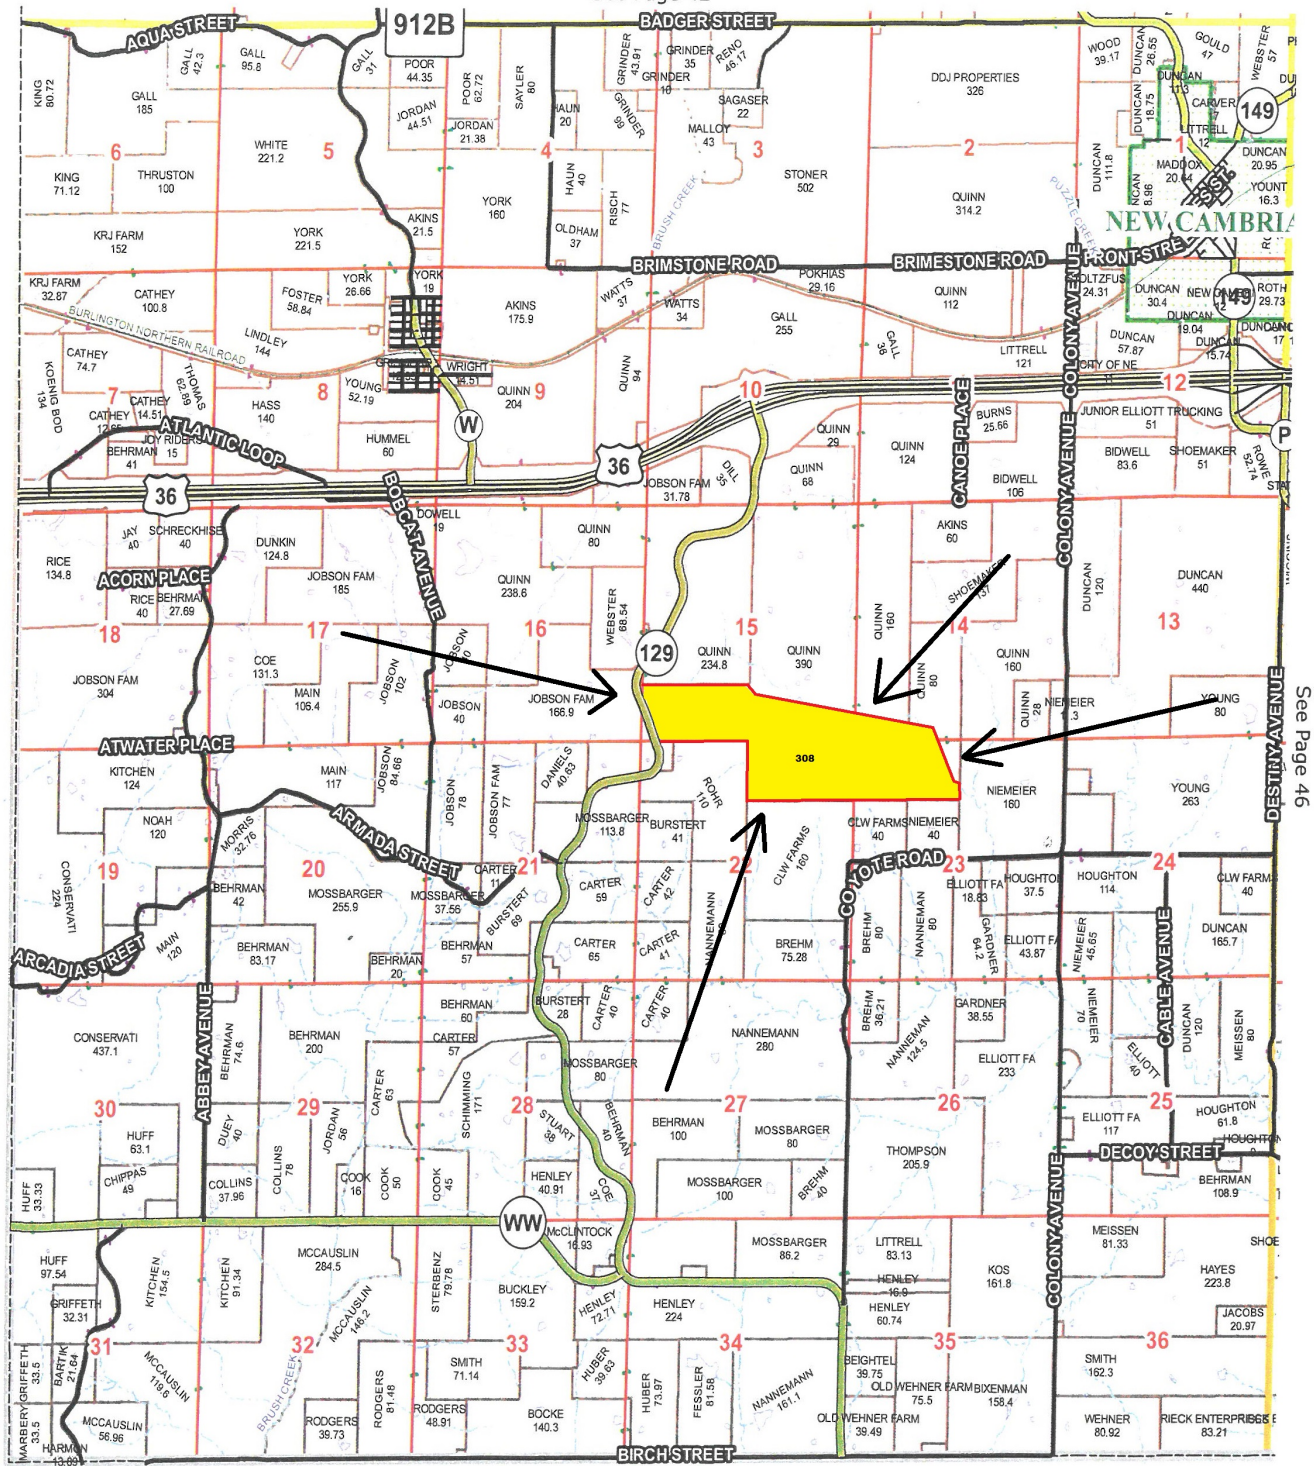 912B
AQUA STREET
BADGER STREET
KING
80.72
GALL
42.3
GALL
95.8
GALL
31
POOR
44.35
POOR
62.72
SAYLER
80
GRINDER
43.91
GRINDER
35
GRINDER
10
RENO
46.17
DDJ PROPERTIES
326
WOOD
39.17
DUNCAN
26.55
GOULD
47
WEBSTER
57
GALL
185
JORDAN
44.51
JORDAN
21.38
HAUN
20
GRINDER
99
SAGASER
22
MALLOY
43
DUNCAN
18.75
DUNCAN
11.3
CARVER
7
149
LITTRELL
12
6
WHITE
221.2
5
4
3
2
1
KING
71.12
THRUSTON
100
HAUN
40
STONER
502
DUNCAN
111.8
MADDOX
20.64
DUNCAN
20.95
YOUNT
16.3
KRJ FARM
152
YORK
221.5
AKINS
21.5
YORK
160
OLDHAM
37
RISCH
77
BRUSH CREEK
QUINN
314.2
PUZZLE CREEK
NEW CAMBRIA
BRIMSTONE ROAD
BRIMESTONE ROAD
FRONT STRE
KRJ FARM
32.87
CATHEY
100.8
FOSTER
58.84
YORK
26.66
YORK
19
AKINS
175.9
WATTS
37
WATTS
34
POKHIAS
29.16
GALL
255
QUINN
112
24.31
DUNCAN
30.4
ROTH
29.73
BURLINGTON NORTHERN RAILROAD
LINDLEY
144
GALL
36
LITTRELL
121
DUNCAN
57.87
DUNCAN
19.04
DUNCAN
15.74
CITY OF NE
CATHEY
74.7
KOENIG BOD
134
7
THOMAS
62.89
8
YOUNG
52.19
WRIGHT
14.51
QUINN
204
9
QUINN
94
10
12
CATHEY
14.51
CATHEY
HASS
140
ATLANTIC LOOP
JOY RIDERS
15
BEHRMAN
41
HUMMEL
60
W
36
36
QUINN
29
QUINN
68
DILL
35
JOBSON FAM
31.78
QUINN
124
CANOE PLACE
BURNS
25.66
BIDWELL
106
COLONY AVENUE
COLONY AVENUE
JUNIOR ELLIOTT TRUCKING
51
BIDWELL
83.6
SHOEMAKER
51
ROWE
52.74
P
RICE
134.8
JAY
40
SCHRECKHISE
40
DUNKIN
124.8
JOBSON FAM
185
BOBCAT AVENUE
DOWELL
19
QUINN
80
QUINN
238.6
WEBSTER
68.54
AKINS
60
SHOEMAKER
137
DUNCAN
120
DUNCAN
440
ACORN PLACE
RICE
40
BEHRMAN
27.69
18
17
16
129
15
14
13
QUINN
160
QUINN
234.8
QUINN
390
QUINN
80
QUINN
160
QUINN
28
NIEMEIER
YOUNG
80
JOBSON FAM
304
COE
131.3
MAIN
106.4
JOBSON
102
JOBSON
JOBSON
40
JOBSON FAM
166.9
DESTINY AVENUE
See Page 46
ATWATER PLACE
KITCHEN
124
MAIN
117
JOBSON
84.66
JOBSON
78
JOBSON FAM
77
DANIELS
40.63
ROHR
110
308
NIEMEIER
160
YOUNG
263
NOAH
120
MORRIS
32.76
ARMADA STREET
MOSSBARGER
113.8
BURSTERT
41
CLW FARMS
160
CLW FARMS
40
NIEMEIER
40
19
20
21
22
COYOTE ROAD
23
24
CONSERVATI
224
BEHRMAN
42
MOSSBARGER
255.9
MOSSBARGER
37.56
CARTER
11
BURSTERT
69
CARTER
59
CARTER
42
NANNEMANN
ELLIOTT FA
18.83
HOUGHTON
37.5
HOUGHTON
114
CLW FARMS
40
ARCADIA STREET
MAIN
120
BEHRMAN
83.17
BEHRMAN
20
BEHRMAN
57
CARTER
65
CARTER
41
BREHM
75.28
BREHM
80
NANNEMAN
80
GARDNER
64.2
ELLIOTT FA
43.87
NIEMEIER
45.65
CABLE AVENUE
DUNCAN
165.7
CONSERVATI
437.1
ABBEY AVENUE
BEHRMAN
74.6
BEHRMAN
200
BEHRMAN
60
CARTER
57
BURSTERT
28
CARTER
40
CARTER
40
NANNEMANN
280
BREHM
36.21
NANNEMAN
124.5
GARDNER
38.55
ELLIOTT FA
233
NIEMEIER
70
ELLIOTT
40
DUNCAN
120
MEISSEN
80
MOSSBARGER
80
30
29
28
27
26
25
HUFF
63.1
DUEY
40
JORDAN
56
CARTER
63
SCHIMMING
171
STUART
38
BEHRMAN
40
BEHRMAN
100
MOSSBARGER
80
THOMPSON
205.9
ELLIOTT FA
117
HOUGHTON
61.8
HOUGHTON
DECOY STREET
HUFF
33.33
CHIPPAS
49
COLLINS
37.96
COLLINS
78
COOK
16
COOK
50
COOK
45
HENLEY
40.91
COE
37
MOSSBARGER
100
BREHM
40
BEHRMAN
108.9
WW
McCLINTOCK
16.93
HUFF
97.54
KITCHEN
154.5
KITCHEN
91.34
MCCAUSLIN
284.5
STERBENZ
79.78
BUCKLEY
159.2
HENLEY
72.71
HENLEY
224
MOSSBARGER
86.2
LITTRELL
83.13
HENLEY
16.9
HENLEY
60.74
KOS
161.8
COLONY AVENUE
MEISSEN
81.33
HAYES
223.8
GRIFFETH
32.31
MCCAUSLIN
146.2
JACOBS
20.97
31
32
33
34
35
36
GRIFFETH
33.5
MARBERY
33.5
BARTIK
21.64
MCCAUSLIN
119.6
BRUSH CREEK
RODGERS
81.48
SMITH
71.14
HUBER
39.63
HUBER
73.97
FESSLER
81.58
NANNEMANN
161.1
BEIGHTEL
39.75
OLD WEHNER FARM
75.5
BIXENMAN
158.4
SMITH
162.3
MCCAUSLIN
56.96
RODGERS
39.73
RODGERS
48.91
BOCKE
140.3
OLD WEHNER FARM
39.49
WEHNER
80.92
RIECK ENTERPRISES
83.21
HARMON
13.69
BIRCH STREET